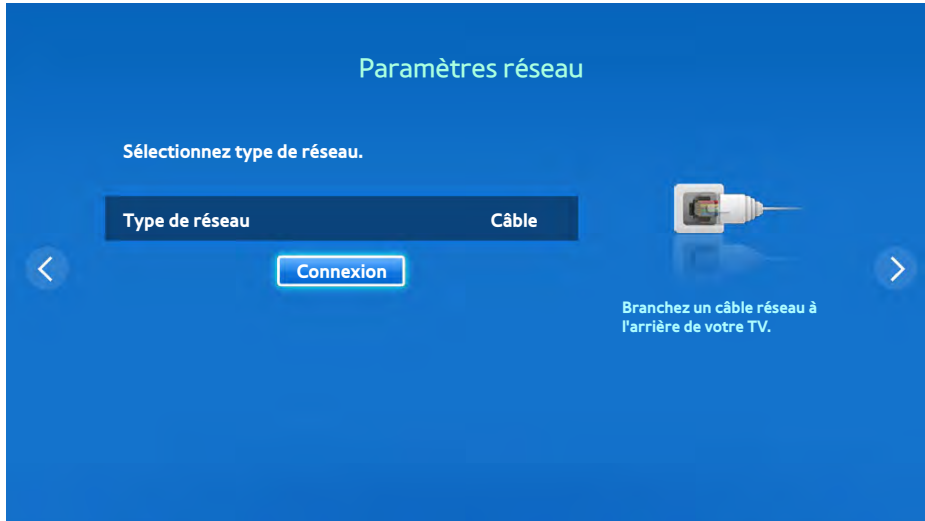 Paramètres réseau
Sélectionnez type de réseau.
Type de réseau Câble
Connexion
Branchez un câble réseau à
l'arrière de votre TV.